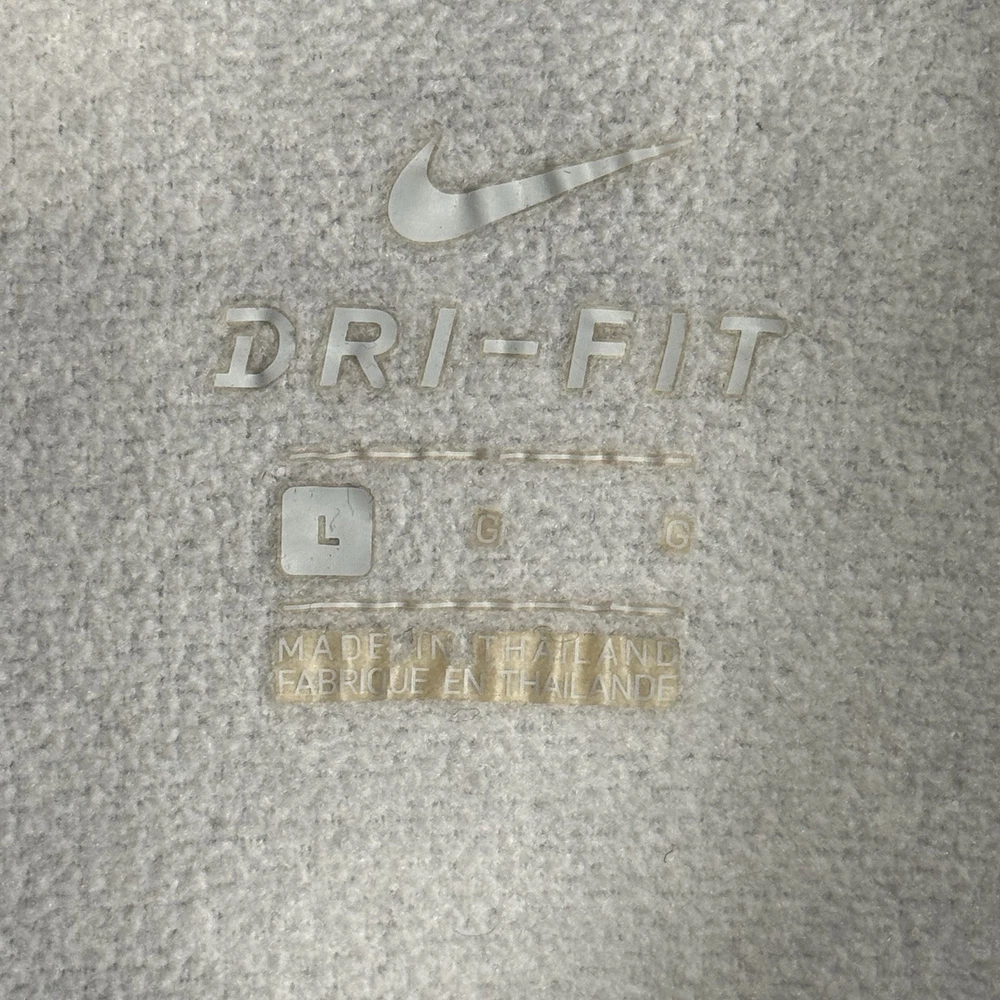 DRI-FIT
L G G
MADE IN THAILAND
FABRIQUE EN THAILANDE